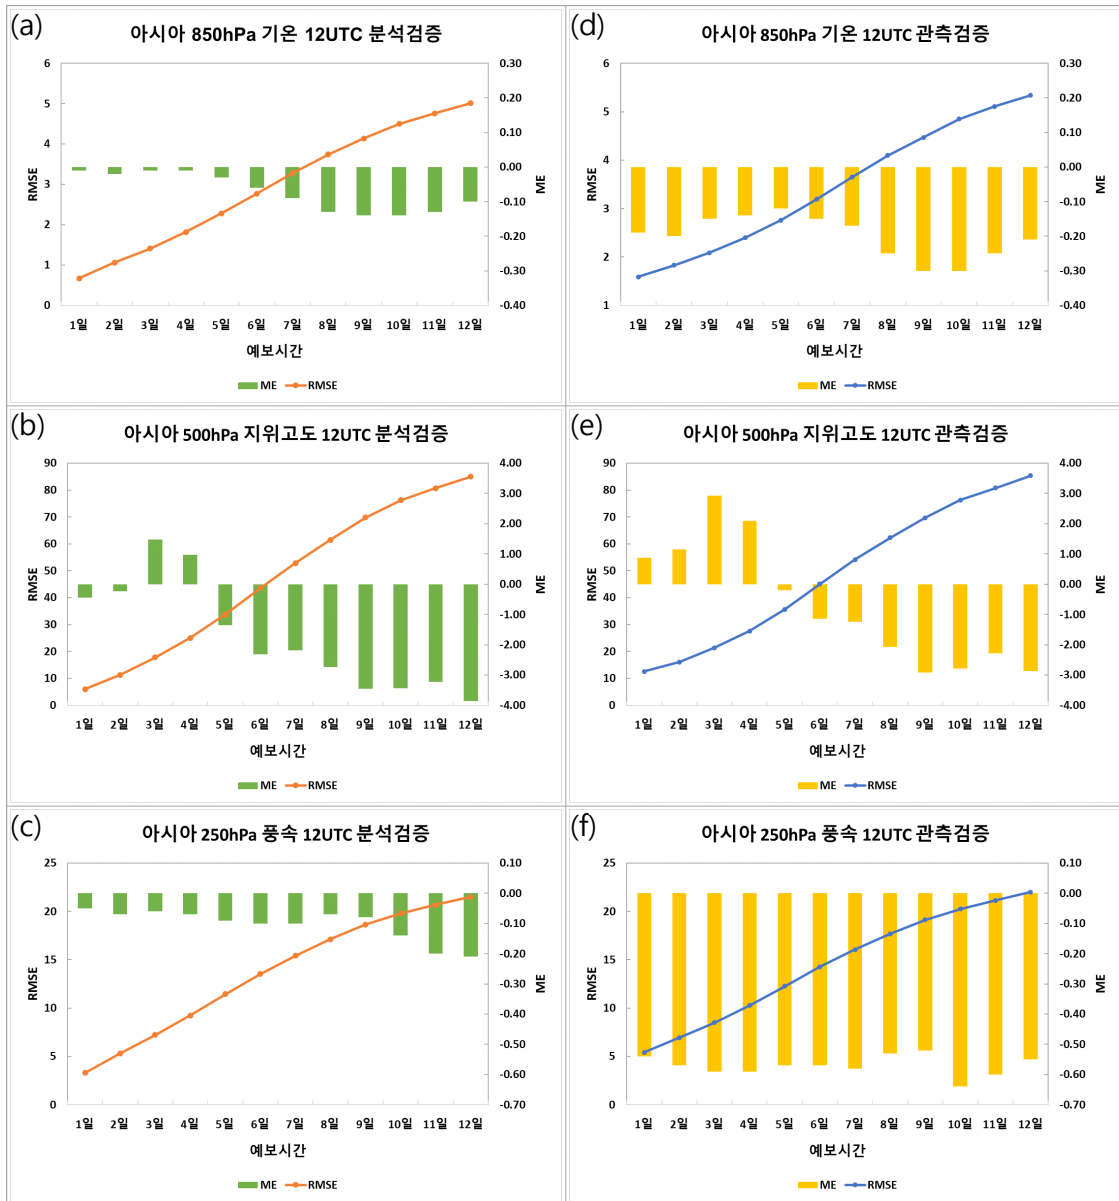 (a)
아시아 850hPa 기온 12UTC 분석검증
6
5
4
3
2
1
0
RMSE
0.30
0.20
0.10
0.00
-0.10
-0.20
-0.30
-0.40
ME
1일 2일 3일 4일 5일 6일 7일 8일 9일 10일 11일 12일
예보시간
ME RMSE
(d)
아시아 850hPa 기온 12UTC 관측검증
6
5
4
3
2
1
RMSE
0.30
0.20
0.10
0.00
-0.10
-0.20
-0.30
-0.40
ME
1일 2일 3일 4일 5일 6일 7일 8일 9일 10일 11일 12일
예보시간
ME RMSE
(b)
아시아 500hPa 지위고도 12UTC 분석검증
90
80
70
60
50
40
30
20
10
0
RMSE
4.00
3.00
2.00
1.00
0.00
-1.00
-2.00
-3.00
-4.00
ME
1일 2일 3일 4일 5일 6일 7일 8일 9일 10일 11일 12일
예보시간
ME RMSE
(e)
아시아 500hPa 지위고도 12UTC 관측검증
90
80
70
60
50
40
30
20
10
0
RMSE
4.00
3.00
2.00
1.00
0.00
-1.00
-2.00
-3.00
-4.00
ME
1일 2일 3일 4일 5일 6일 7일 8일 9일 10일 11일 12일
예보시간
ME RMSE
(c)
아시아 250hPa 풍속 12UTC 분석검증
25
20
15
10
5
0
RMSE
0.10
0.00
-0.10
-0.20
-0.30
-0.40
-0.50
-0.60
-0.70
ME
1일 2일 3일 4일 5일 6일 7일 8일 9일 10일 11일 12일
예보시간
ME RMSE
(f)
아시아 250hPa 풍속 12UTC 관측검증
25
20
15
10
5
0
RMSE
0.10
0.00
-0.10
-0.20
-0.30
-0.40
-0.50
-0.60
-0.70
ME
1일 2일 3일 4일 5일 6일 7일 8일 9일 10일 11일 12일
예보시간
ME RMSE